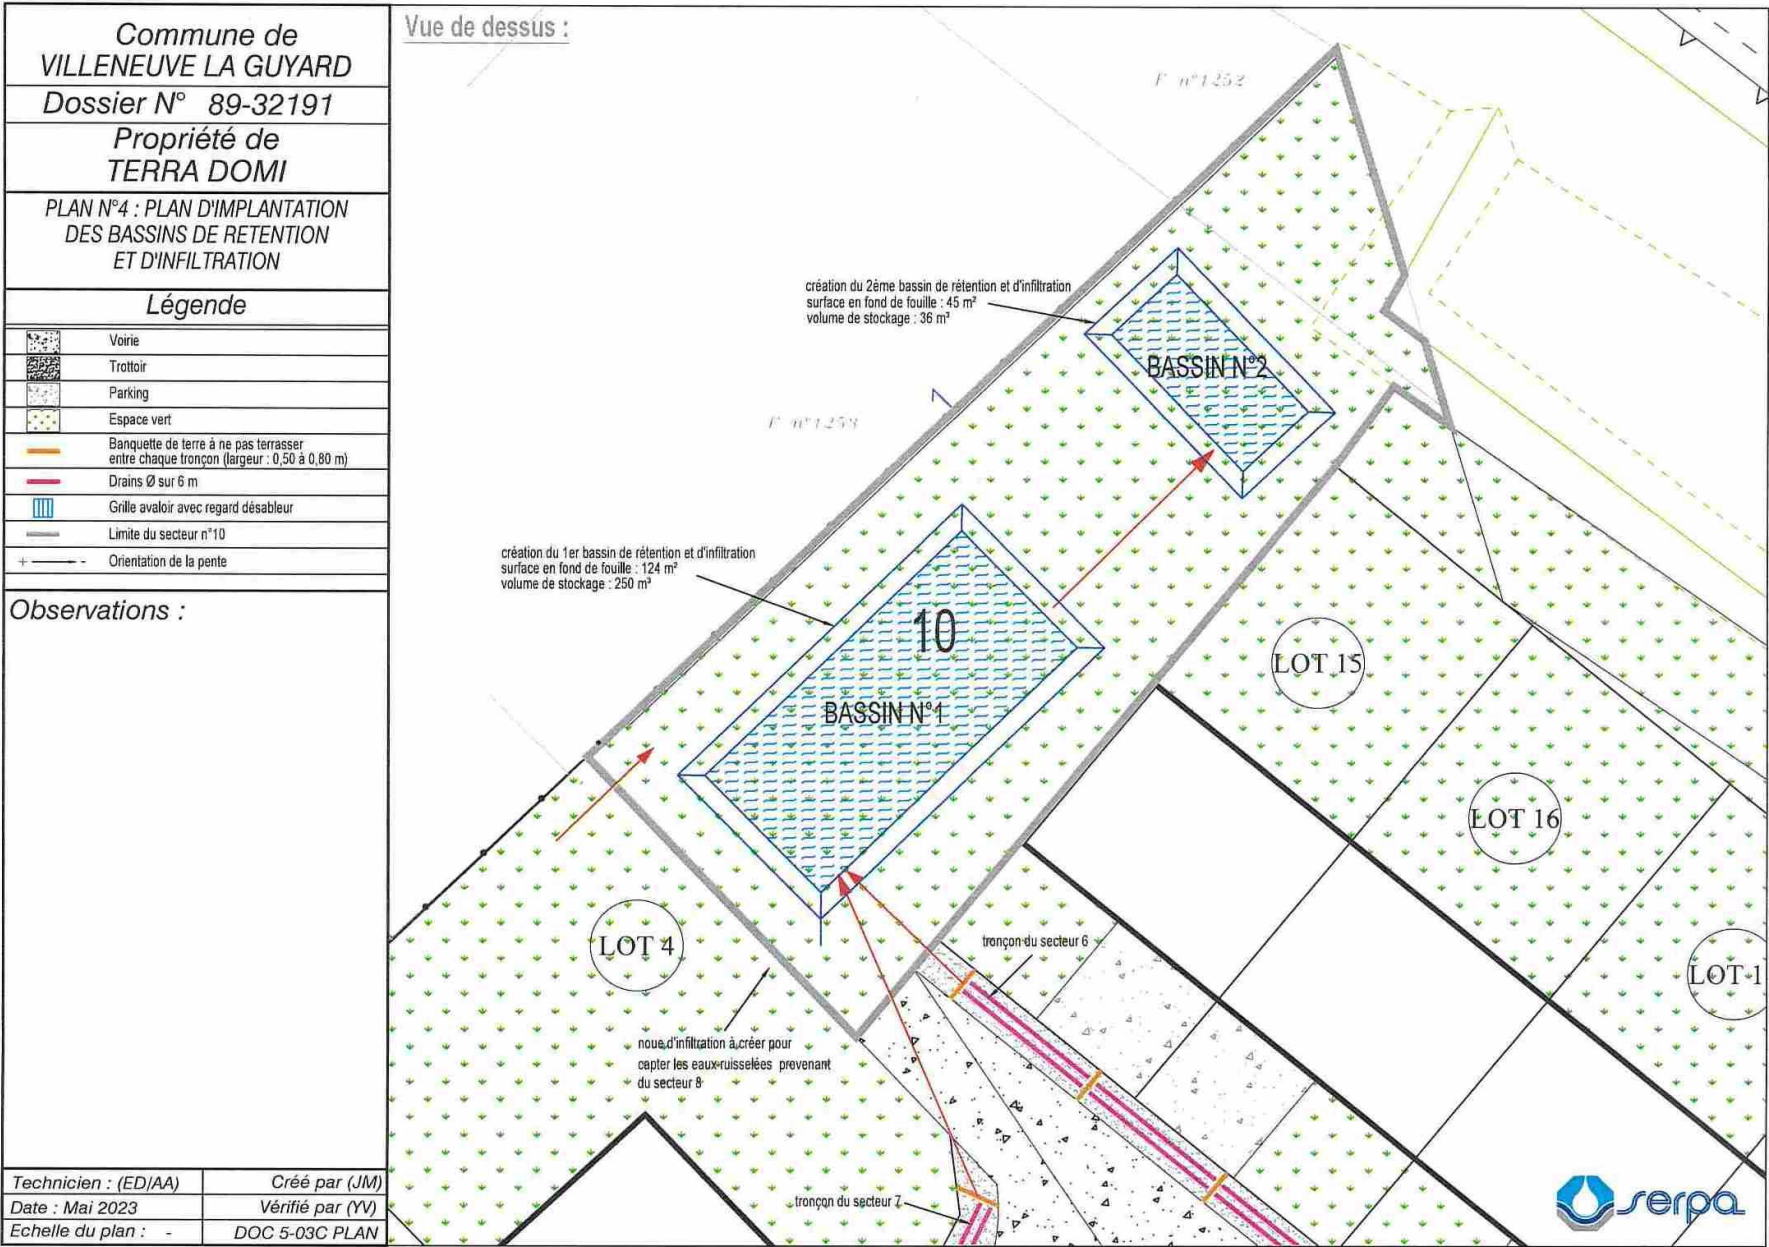 Commune de
VILLENEUVE LA GUYARD
Dossier N° 89-32191
Propriété de
TERRA DOMI
PLAN N°4 : PLAN D'IMPLANTATION
DES BASSINS DE RETENTION
ET D'INFILTRATION
Légende
Voirie
Trottoir
Parking
Espace vert
Banquette de terre à ne pas terrasser
entre chaque tronçon (largeur : 0,50 à 0,80 m)
Drains Ø sur 6 m
Grille avaloir avec regard désableur
Limite du secteur n°10
+ - Orientation de la pente
Observations :
Technicien : (ED/AA) Créé par (JM)
Date : Mai 2023 Vérifié par (YV)
Echelle du plan : - DOC 5-03C PLAN
Vue de dessus :
F n°1252
création du 2ème bassin de rétention et d'infiltration
surface en fond de fouille : 45 m²
volume de stockage : 36 m³
BASSIN N°2
F n°1253
création du 1er bassin de rétention et d'infiltration
surface en fond de fouille : 124 m²
volume de stockage : 250 m³
10
BASSIN N°1
LOT 15
LOT 16
LOT 1
LOT 4
tronçon du secteur 6
noue d'infiltration à créer pour
capter les eaux ruisselées provenant
du secteur 8
tronçon du secteur 7
serpa